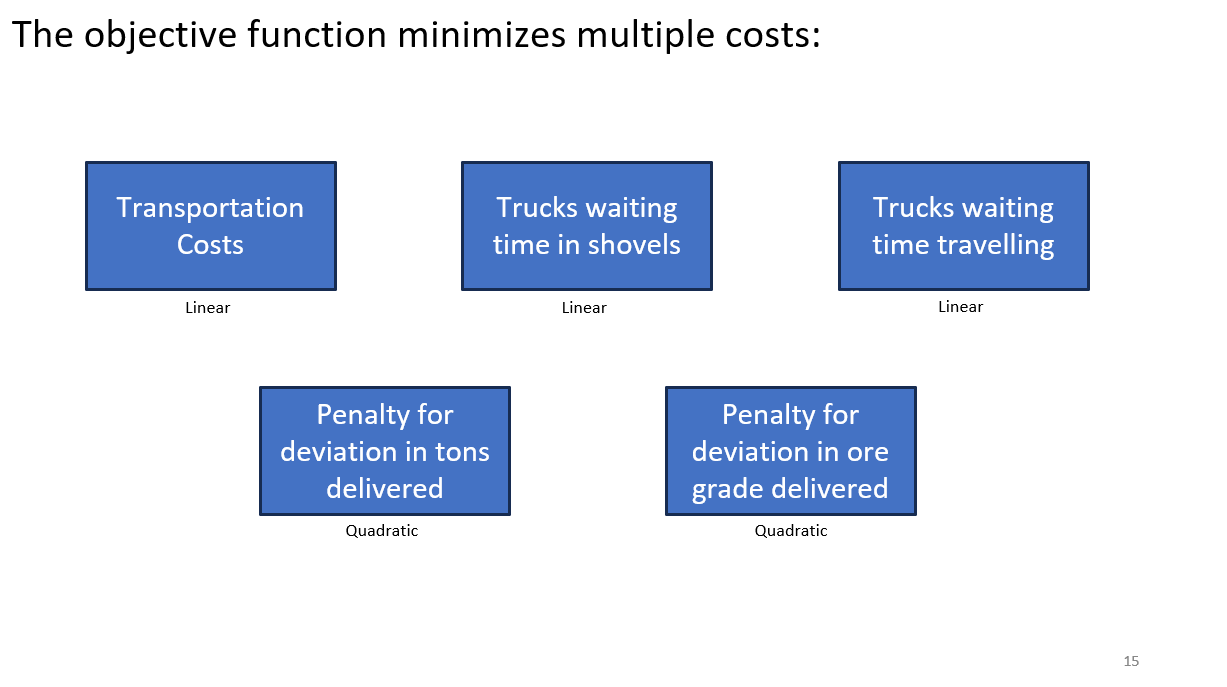 The objective function minimizes multiple costs:
Transportation
Costs
Linear
Trucks waiting
time in shovels
Linear
Trucks waiting
time travelling
Linear
Penalty for
deviation in tons
delivered
Quadratic
Penalty for
deviation in ore
grade delivered
Quadratic
15